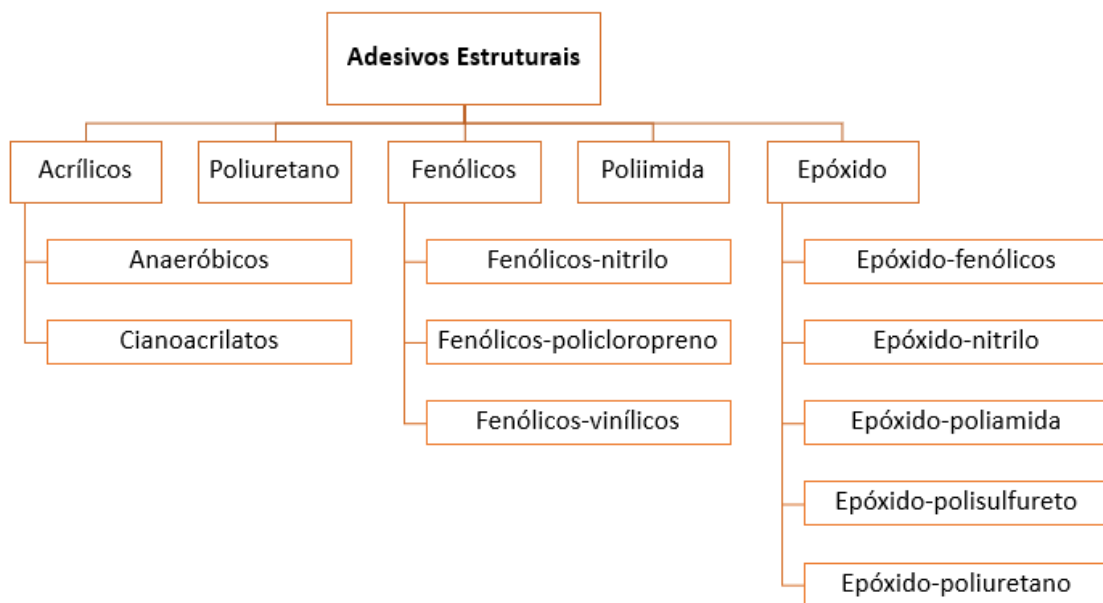 Adesivos Estruturais
Acrílicos
Poliuretano
Fenólicos
Poliimida
Epóxido
Anaeróbicos
Cianoacrilatos
Fenólicos-nitrilo
Fenólicos-policloropreno
Fenólicos-vinílicos
Epóxido-fenólicos
Epóxido-nitrilo
Epóxido-poliamida
Epóxido-polisulfureto
Epóxido-poliuretano